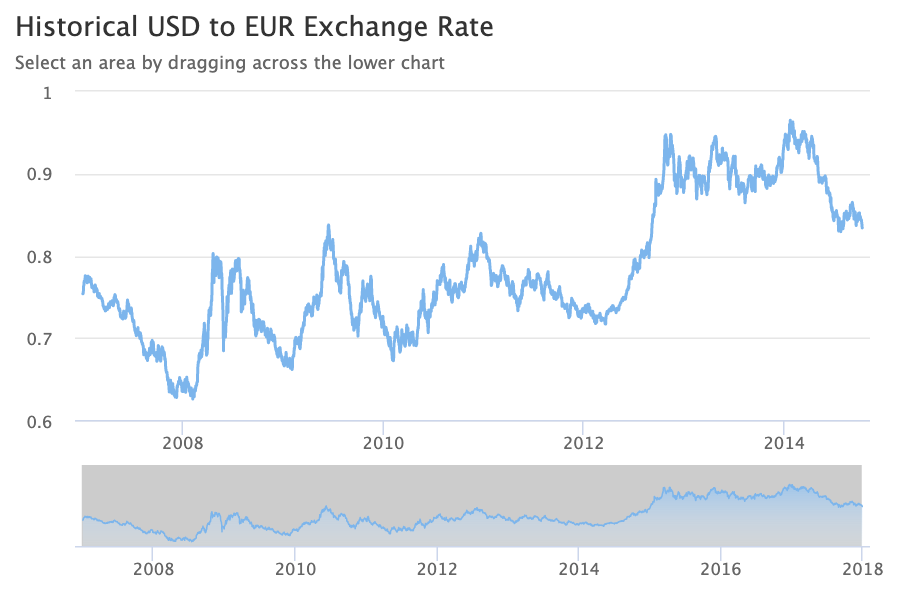 Historical USD to EUR Exchange Rate
Select an area by dragging across the lower chart
1
0.9
0.8
0.7
0.6
2008 2010 2012 2014
2008 2010 2012 2014 2016 2018